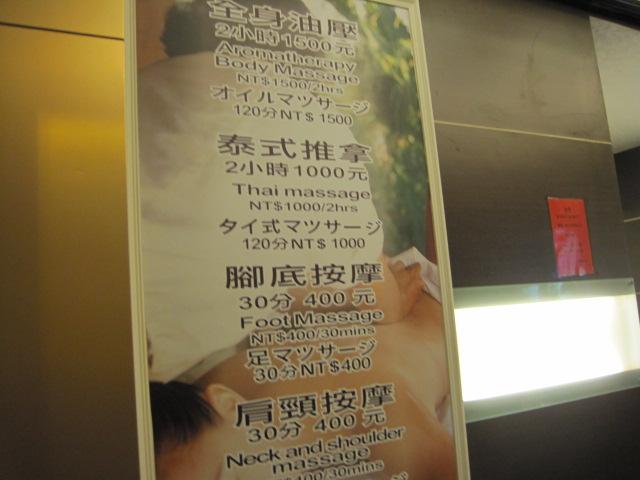 全身油壓
2小時1500元
Aromatherapy
Body Massage
NT$1500/2hrs
オイルマツサージ
120分NT$ 1500
泰式推拿
2小時1000元
Thai massage
NT$1000/2hrs
タイ式マツサージ
120分NT$ 1000
腳底按摩
30分 400 元
Foot Massage
NT$400/30mins
足マツサージ
30分NT$400
肩頸按摩
30分 400 元
Neck and shoulder
massage
400/30mins